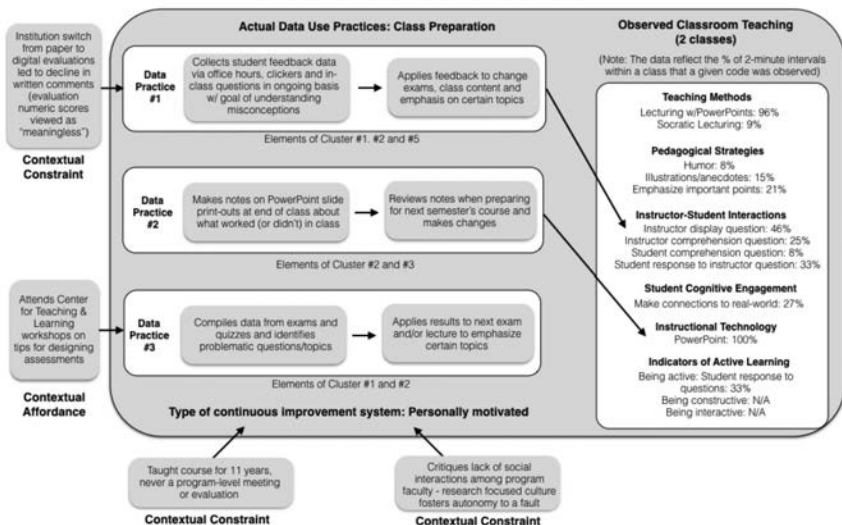 Institution switch
from paper to
digital evaluations
led to decline in
written comments
(evaluation
numeric scores
viewed as
“meaningless”)
Contextual
Constraint
Attends Center
for Teaching &
Learning
workshops on
tips for designing
assessments
Contextual
Affordance
Actual Data Use Practices: Class Preparation
Data
Practice
#1
Collects student feedback data
via office hours, clickers and in-
class questions in ongoing basis
w/ goal of understanding
misconceptions
Applies feedback to change
exams, class content and
emphasis on certain topics
Elements of Cluster #1. #2 and #5
Data
Practice
#2
Makes notes on PowerPoint slide
print-outs at end of class about
what worked (or didn't) in class
Reviews notes when preparing
for next semester's course and
makes changes
Elements of Cluster #2 and #3
Data
Practice
#3
Compiles data from exams and
quizzes and identifies
problematic questions/topics
Applies results to next exam
and/or lecture to emphasize
certain topics
Elements of Cluster #1 and #2
Type of continuous improvement system: Personally motivated
Observed Classroom Teaching
(2 classes)
(Note: The data reflect the % of 2-minute intervals
within a class that a given code was observed)
Teaching Methods
Lecturing w/PowerPoints: 96%
Socratic Lecturing: 9%
Pedagogical Strategies
Humor: 8%
Illustrations/anecdotes: 15%
Emphasize important points: 21%
Instructor-Student Interactions
Instructor display question: 46%
Instructor comprehension question: 25%
Student comprehension question: 8%
Student response to instructor question: 33%
Student Cognitive Engagement
Make connections to real-world: 27%
Instructional Technology
PowerPoint: 100%
Indicators of Active Learning
Being active: Student response to
questions: 33%
Being constructive: N/A
Being interactive: N/A
Taught course for 11 years,
never a program-level meeting
or evaluation
Contextual Constraint
Critiques lack of social
interactions among program
faculty - research focused culture
fosters autonomy to a fault
Contextual Constraint